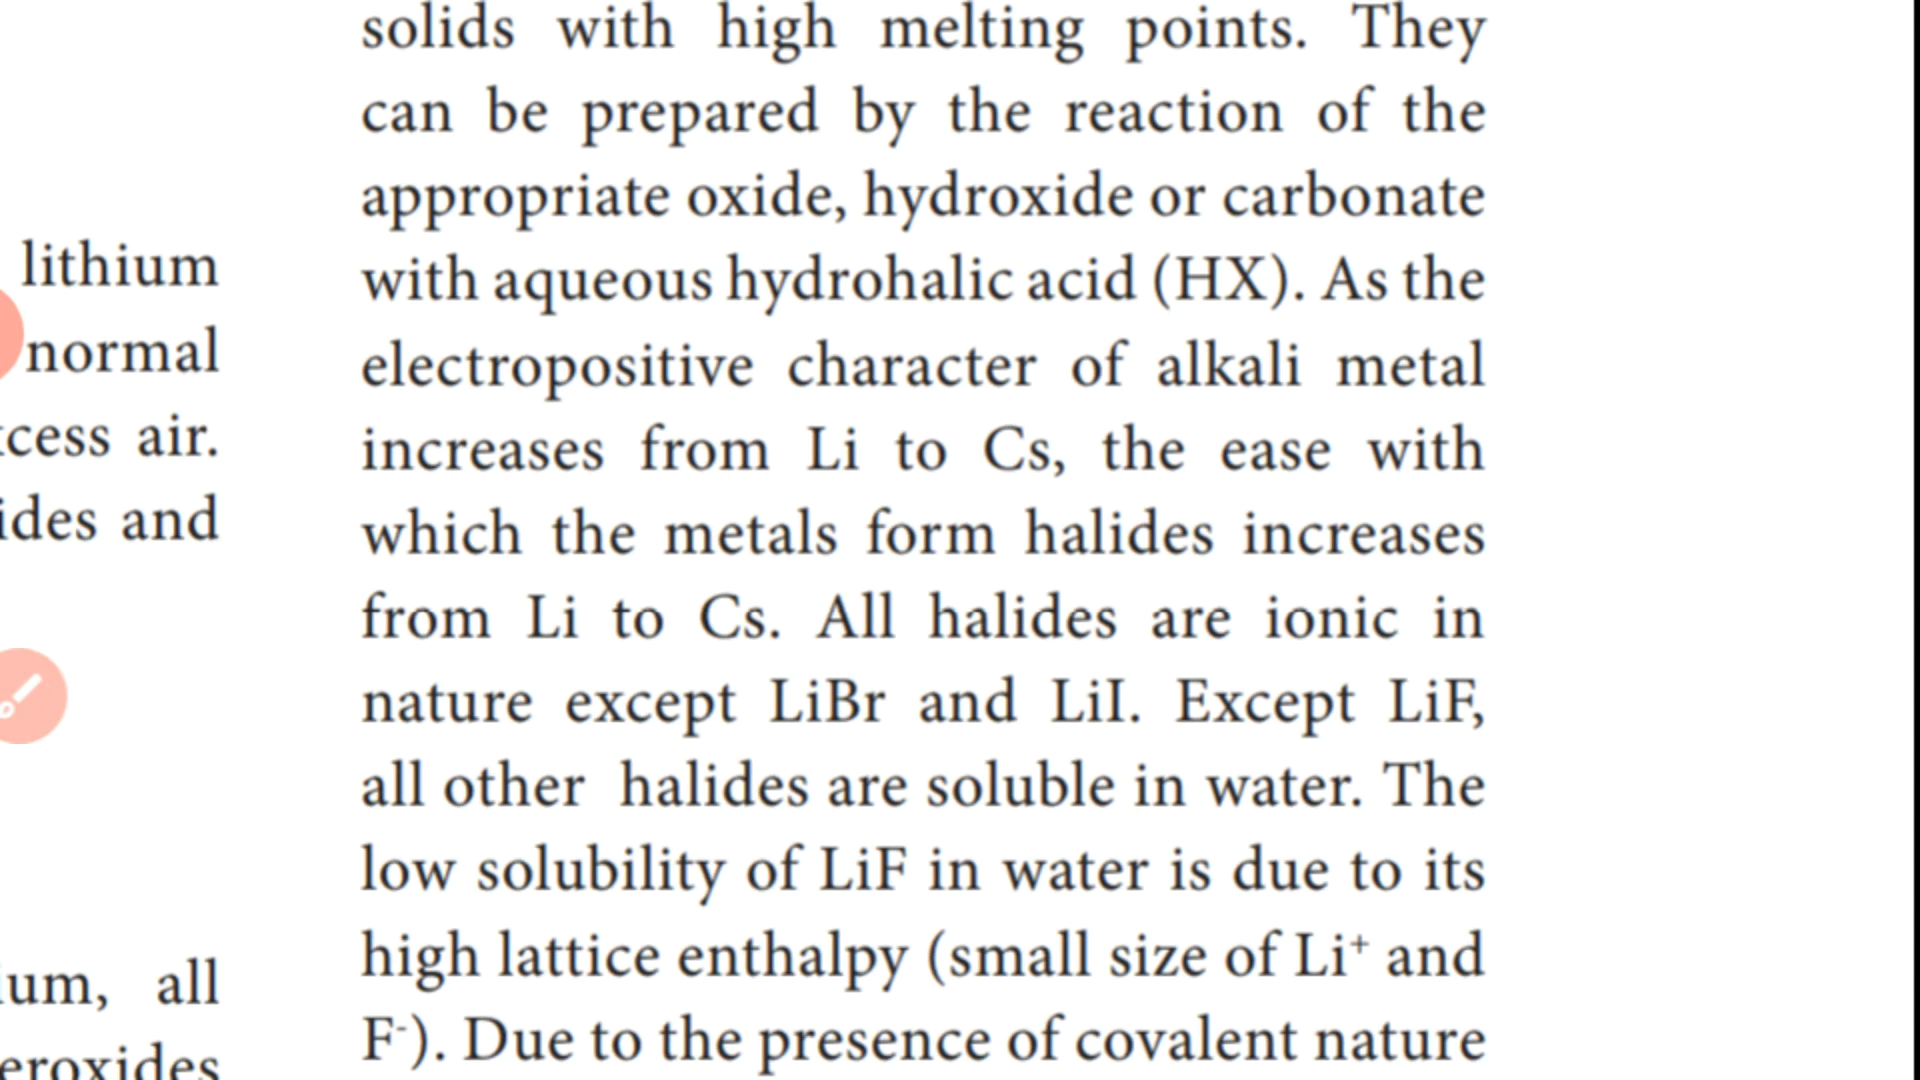 lithium
normal
air.
and
all
solids with high melting points. They
can be prepared by the reaction of the
appropriate oxide, hydroxide or carbonate
with aqueous hydrohalic acid (HX). As the
electropositive character of alkali metal
increases from Li to Cs, the ease with
which the metals form halides increases
from Li to Cs. All halides are ionic in
nature except LiBr and LiI. Except LiF,
all other halides are soluble in water. The
low solubility of LiF in water is due to its
high lattice enthalpy (small size of Li⁺ and
F⁻). Due to the presence of covalent nature